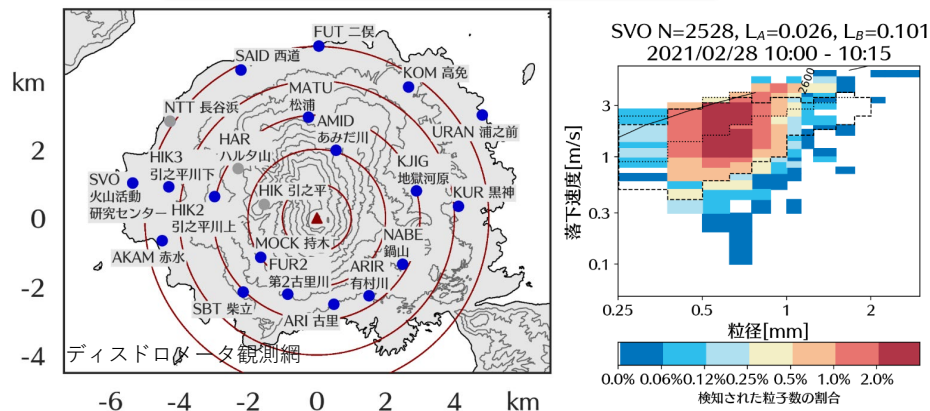 km
2
0
-2
-4
-6
-4
-2
0
2
4
km
FUT 二俣
SAID 西道
KOM 高免
MATU
松浦
NTT 長谷浜
AMID
あみだ川
URAN 浦之前
HAR
ハルタ山
HIK3
引之平川下
KJIG
地獄河原
SVO
火山活動
研究センター
HIK 引之平
KUR 黒神
HIK2
引之平川上
MOCK 持木
NABE
鍋山
AKAM 赤水
FUR2
第2古里川
ARIR
有村川
SBT 柴立
ARI 古里
ディスドロメータ観測網
SVO N=2528, L_A=0.026, L_B=0.101
2021/02/28 10:00 - 10:15
2600
落下速度[m/s]
3
1
0.3
0.1
0.25
0.5
1
2
粒径[mm]
0.0%
0.06%
0.12%
0.25%
0.5%
1.0%
2.0%
検知された粒子数の割合